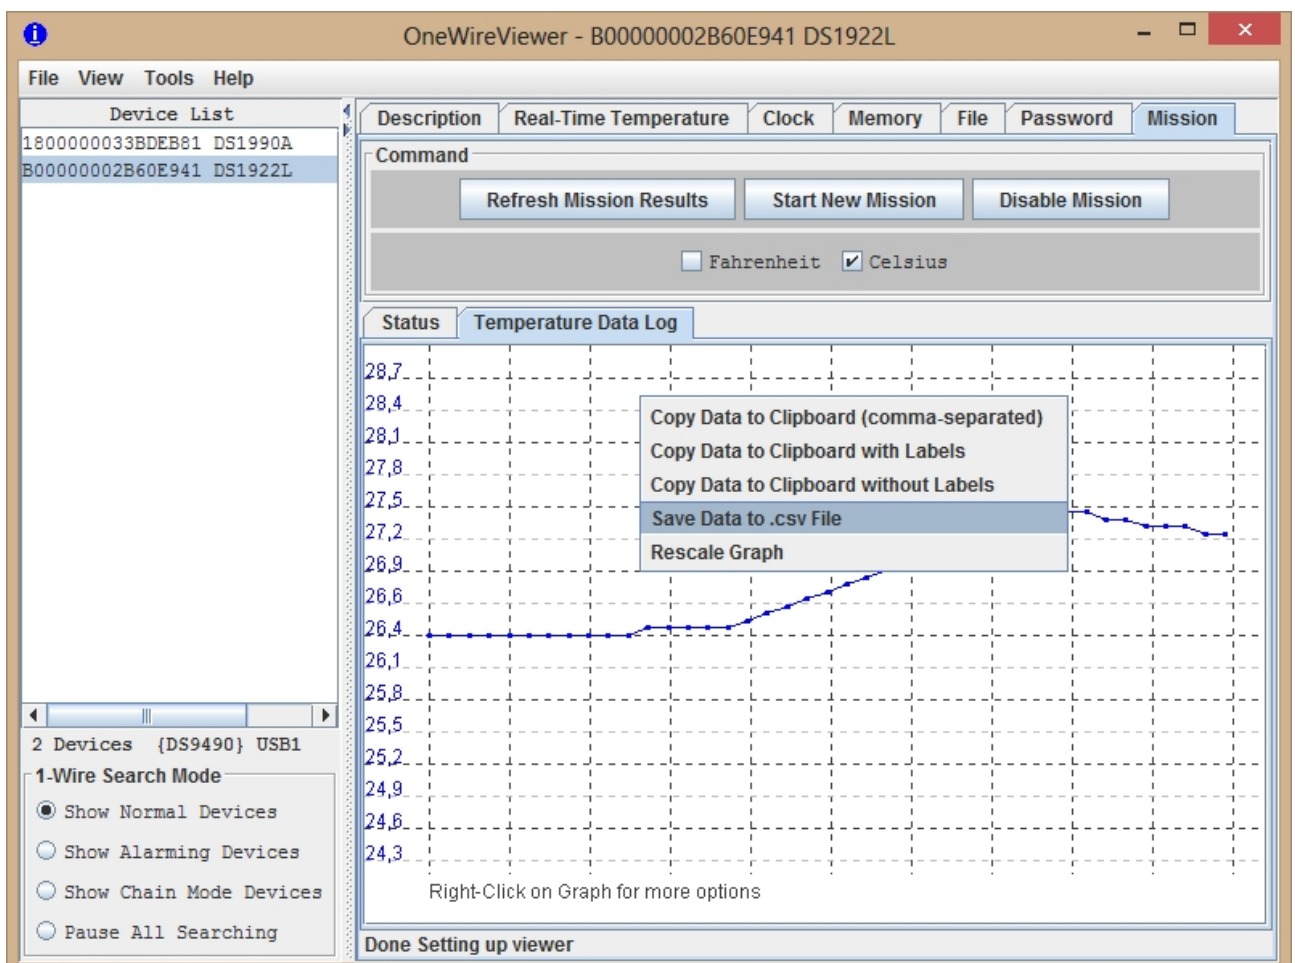 OneWireViewer - B00000002B60E941 DS1922L
File View Tools Help
Device List
1800000033BDEB81 DS1990A
B00000002B60E941 DS1922L
2 Devices {DS9490} USB1
1-Wire Search Mode
Show Normal Devices
Show Alarming Devices
Show Chain Mode Devices
Pause All Searching
Description Real-Time Temperature Clock Memory File Password Mission
Command
Refresh Mission Results Start New Mission Disable Mission
Fahrenheit Celsius
Status Temperature Data Log
28,7
28,4
28,1
27,8
27,5
27,2
26,9
26,6
26,4
26,1
25,8
25,5
25,2
24,9
24,6
24,3
Copy Data to Clipboard (comma-separated)
Copy Data to Clipboard with Labels
Copy Data to Clipboard without Labels
Save Data to .csv File
Rescale Graph
Right-Click on Graph for more options
Done Setting up viewer